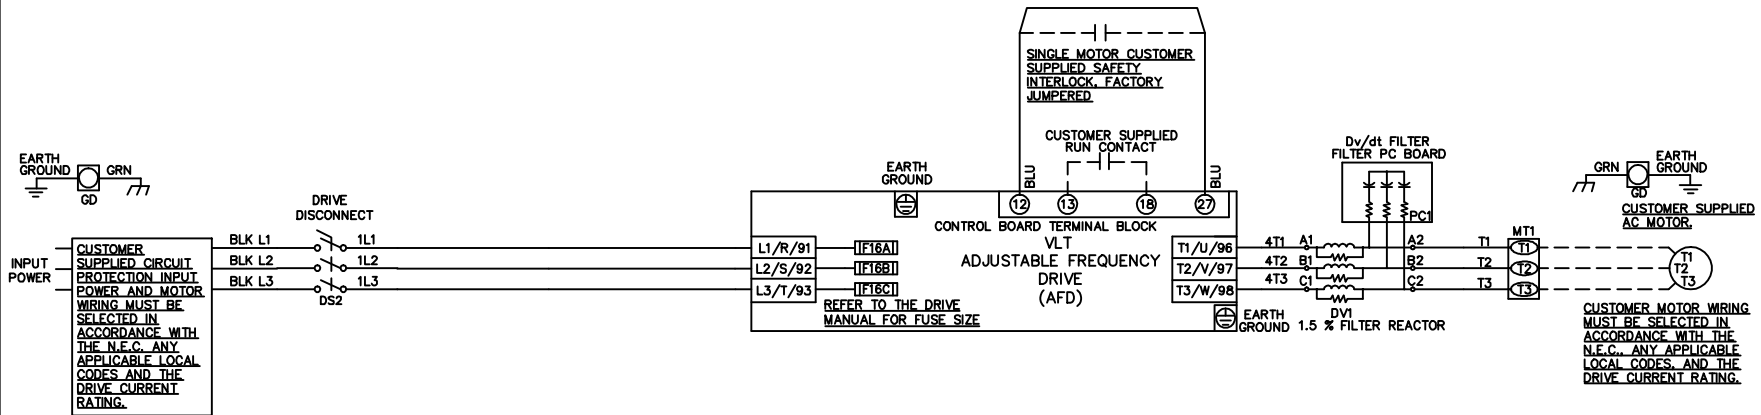 SINGLE MOTOR CUSTOMER
SUPPLIED SAFETY
INTERLOCK, FACTORY
JUMPERED
CUSTOMER SUPPLIED
RUN CONTACT
BLU
BLU
EARTH
GROUND
GRN
GD
INPUT
POWER
CUSTOMER
SUPPLIED CIRCUIT
PROTECTION INPUT
POWER AND MOTOR
WIRING MUST BE
SELECTED IN
ACCORDANCE WITH
THE N.E.C. ANY
APPLICABLE LOCAL
CODES AND THE
DRIVE CURRENT
RATING.
DRIVE
DISCONNECT
BLK L1
BLK L2
BLK L3
1L1
1L2
1L3
DS2
EARTH
GROUND
12
13
18
27
CONTROL BOARD TERMINAL BLOCK
VLT
ADJUSTABLE FREQUENCY
DRIVE
(AFD)
L1/R/91
L2/S/92
L3/T/93
F16A
F16B
F16C
REFER TO THE DRIVE
MANUAL FOR FUSE SIZE
T1/U/96
T2/V/97
T3/W/98
EARTH
GROUND
4T1
4T2
4T3
A1
B1
C1
Dv/dt FILTER
FILTER PC BOARD
PC1
A2
B2
C2
DV1
1.5 % FILTER REACTOR
T1
T2
T3
MT1
T1
T2
T3
GRN
GD
EARTH
GROUND
CUSTOMER SUPPLIED
AC MOTOR.
T1
T2
T3
CUSTOMER MOTOR WIRING
MUST BE SELECTED IN
ACCORDANCE WITH THE
N.E.C., ANY APPLICABLE
LOCAL CODES, AND THE
DRIVE CURRENT RATING.